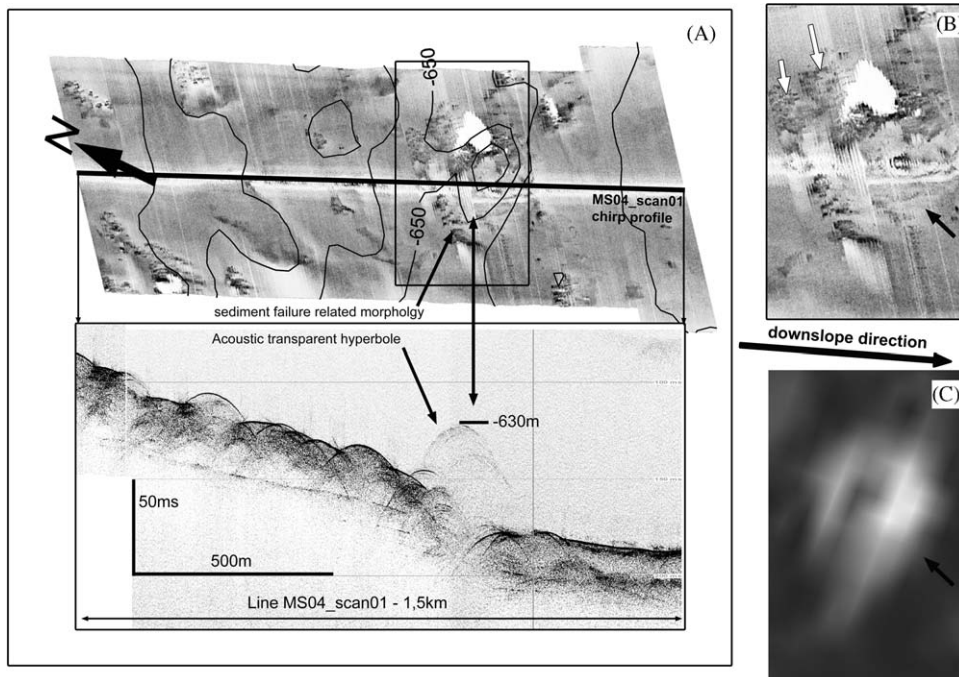 (A)
-650
N
MS04_scan01
chirp profile
-650
sediment failure related morpholgy
Acoustic transparent hyperbole
-630m
50ms
500m
Line MS04_scan01 - 1,5km
(B)
downslope direction
(C)